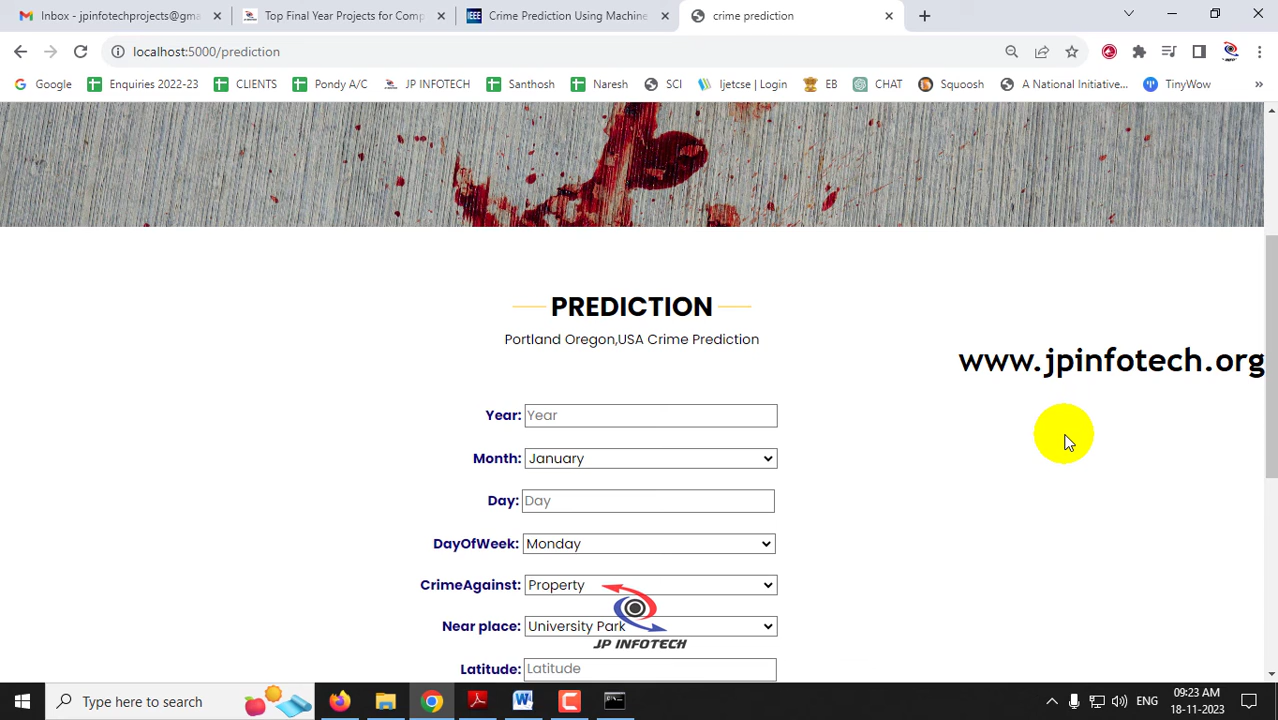 Inbox - jpinfotechprojects@gma
Top Final Year Projects for Comp
IEEE Crime Prediction Using Machine
crime prediction
localhost:5000/prediction
Google
Enquiries 2022-23
CLIENTS
Pondy A/C
JP INFOTECH
Santhosh
Naresh
SCI
Ijetcse | Login
EB
CHAT
Squoosh
A National Initiative...
TinyWow
»
PREDICTION
Portland Oregon,USA Crime Prediction
www.jpinfotech.org
Year: Year
Month: January
Day: Day
DayOfWeek: Monday
CrimeAgainst: Property
Near place: University Park
JP INFOTECH
Latitude: Latitude
Type here to search
ENG
09:23 AM
18-11-2023